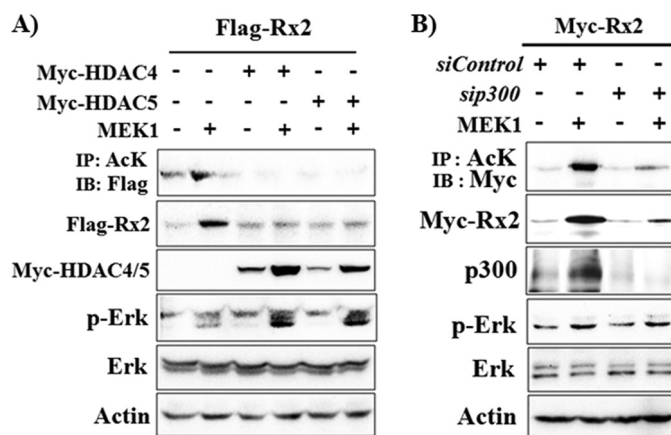 A)
Flag-Rx2
Myc-HDAC4 - - + + - -
Myc-HDAC5 - - - - + +
MEK1 - + - + - +
IP: AcK
IB: Flag
Flag-Rx2
Myc-HDAC4/5
p-Erk
Erk
Actin
B)
Myc-Rx2
siControl + + - -
sip300 - - + +
MEK1 - + - +
IP: AcK
IB : Myc
Myc-Rx2
p300
p-Erk
Erk
Actin